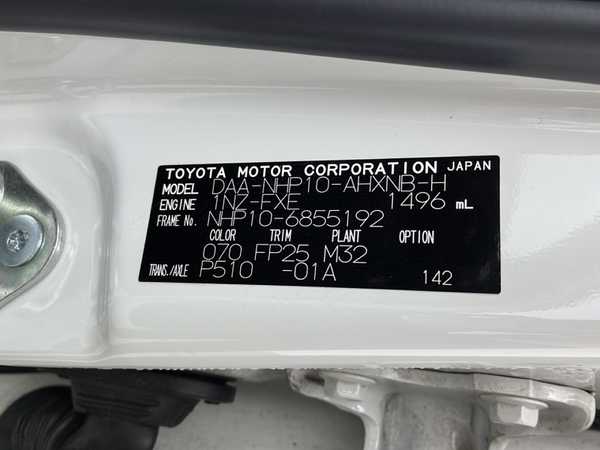 TOYOTA MOTOR CORPORATION JAPAN
MODEL DAA-NHP10-AHXNB-H
ENGINE 1NZ-FXE 1496 mL
FRAME No. NHP10-6855192
COLOR TRIM PLANT OPTION
070 FP25 M32
TRANS./AXLE P510 -01A 142